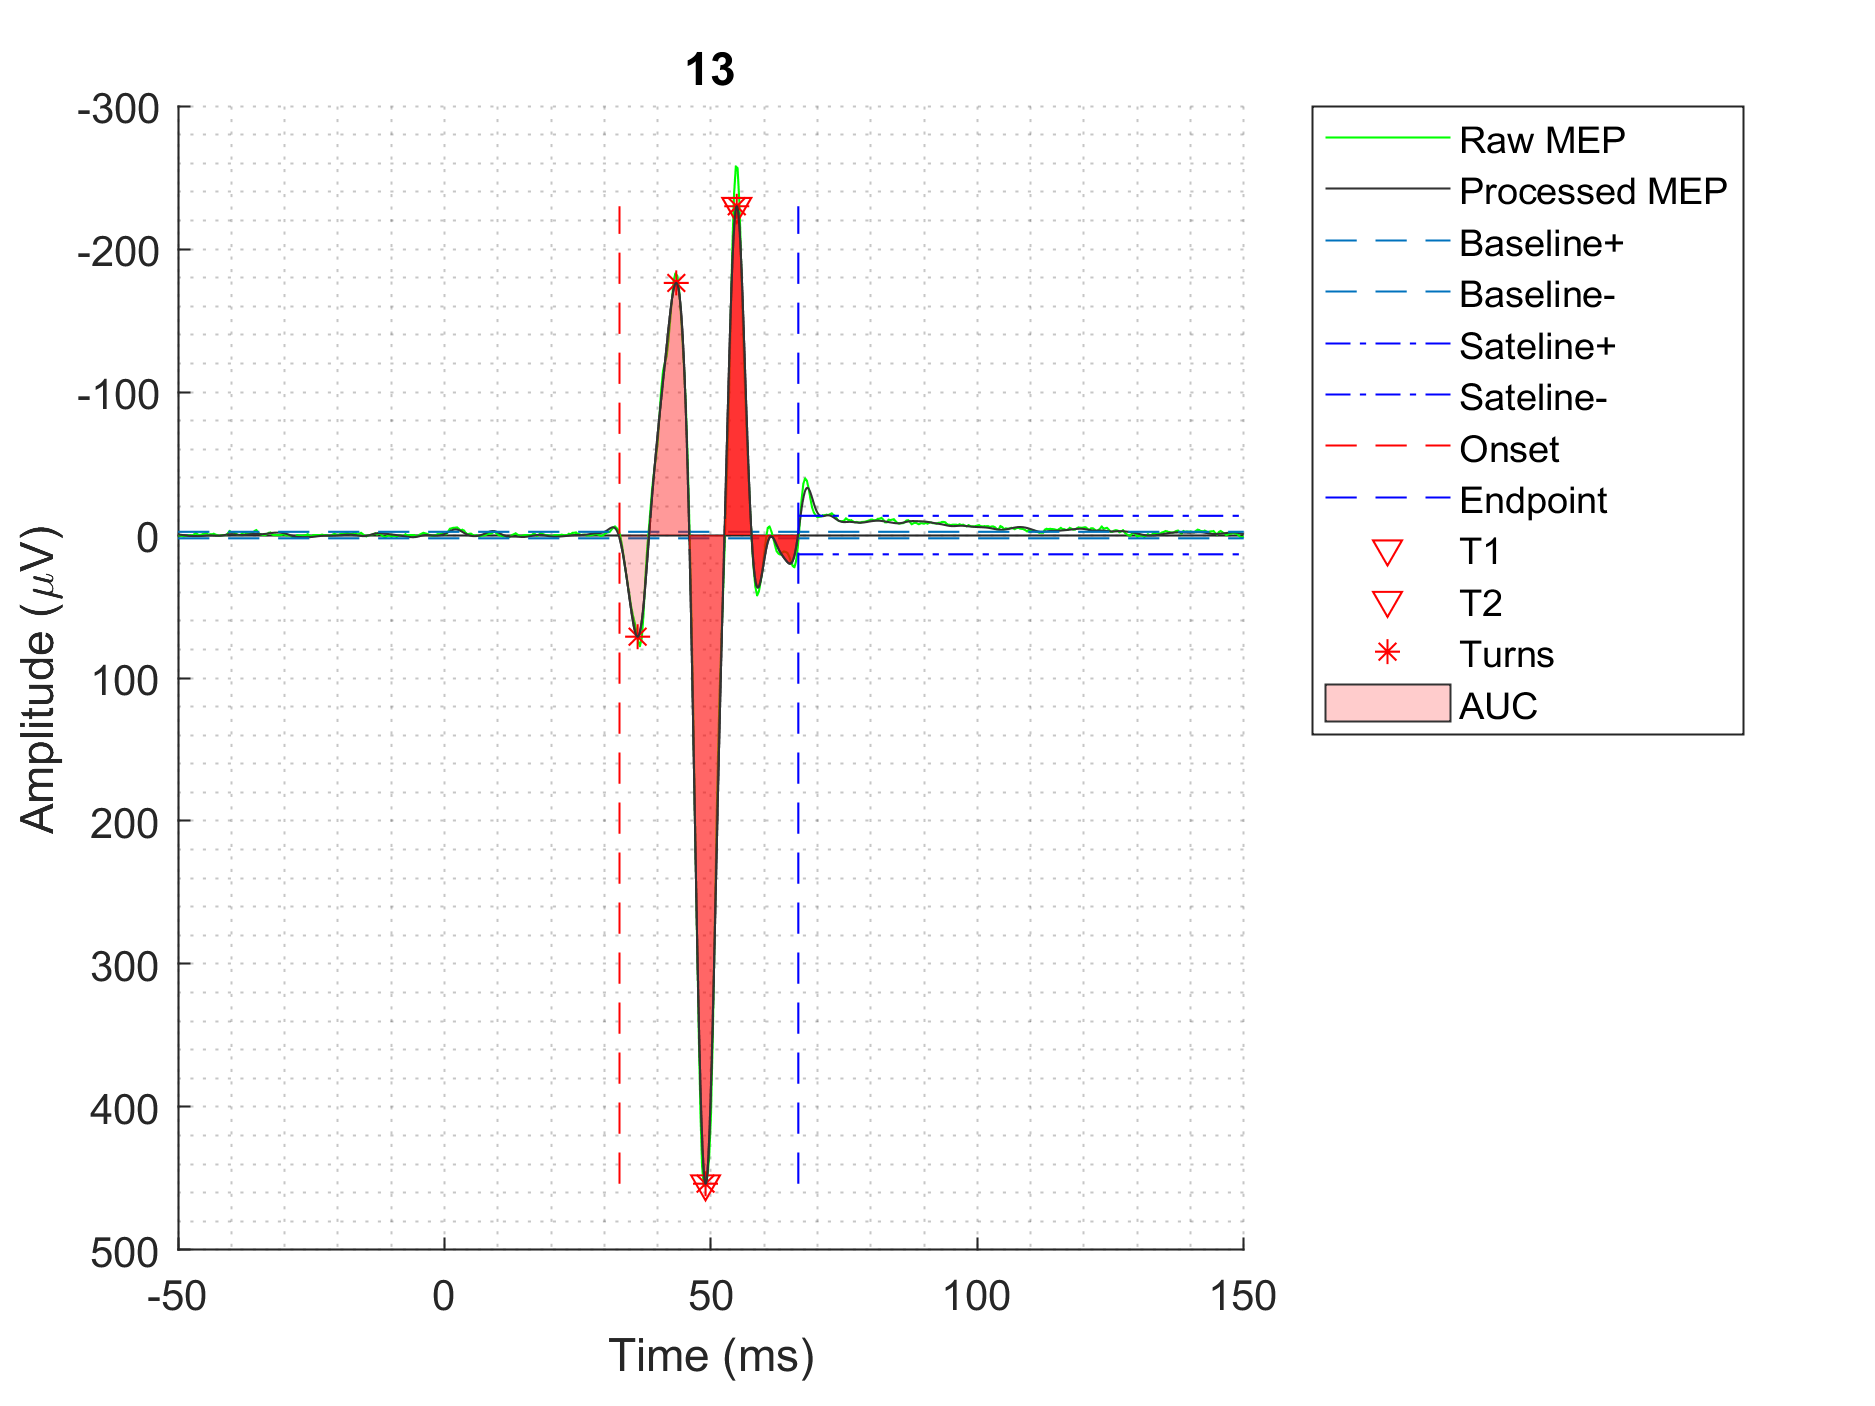 13
-300
-200
-100
0
100
200
300
400
500
Amplitude (μV)
-50 0 50 100 150
Time (ms)
Raw MEP
Processed MEP
Baseline+
Baseline-
Sateline+
Sateline-
Onset
Endpoint
T1
T2
Turns
AUC